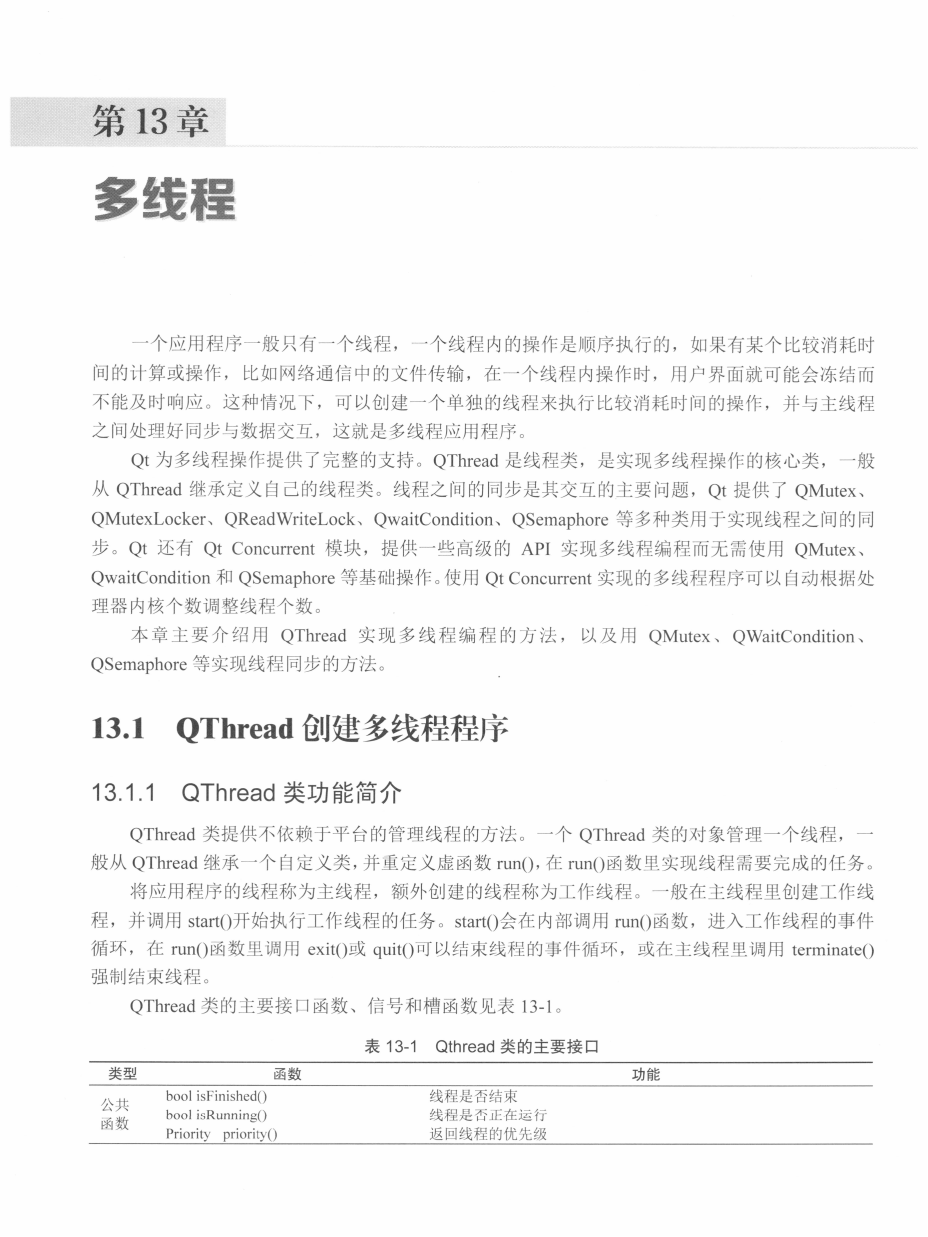 第 13 章
多线程
一个应用程序一般只有一个线程，一个线程内的操作是顺序执行的，如果有某个比较消耗时
间的计算或操作，比如网络通信中的文件传输，在一个线程内操作时，用户界面就可能会冻结而
不能及时响应。这种情况下，可以创建一个单独的线程来执行比较消耗时间的操作，并与主线程
之间处理好同步与数据交互，这就是多线程应用程序。
Qt 为多线程操作提供了完整的支持。QThread 是线程类，是实现多线程操作的核心类，一般
从 QThread 继承定义自己的线程类。线程之间的同步是其交互的主要问题，Qt 提供了 QMutex、
QMutexLocker、QReadWriteLock、QwaitCondition、QSemaphore 等多种类用于实现线程之间的同
步。Qt 还有 Qt Concurrent 模块，提供一些高级的 API 实现多线程编程而无需使用 QMutex、
QwaitCondition 和 QSemaphore 等基础操作。使用 Qt Concurrent 实现的多线程程序可以自动根据处
理器内核个数调整线程个数。
本章主要介绍用 QThread 实现多线程编程的方法，以及用 QMutex、QWaitCondition、
QSemaphore 等实现线程同步的方法。
13.1 QThread 创建多线程程序
13.1.1 QThread 类功能简介
QThread 类提供不依赖于平台的管理线程的方法。一个 QThread 类的对象管理一个线程，一
般从 QThread 继承一个自定义类，并重定义虚函数 run()，在 run()函数里实现线程需要完成的任务。
将应用程序的线程称为主线程，额外创建的线程称为工作线程。一般在主线程里创建工作线
程，并调用 start()开始执行工作线程的任务。start()会在内部调用 run()函数，进入工作线程的事件
循环，在 run()函数里调用 exit()或 quit()可以结束线程的事件循环，或在主线程里调用 terminate()
强制结束线程。
QThread 类的主要接口函数、信号和槽函数见表 13-1。
表 13-1 Qthread 类的主要接口
类型 函数 功能
公共
函数
bool isFinished() 线程是否结束
bool isRunning() 线程是否正在运行
Priority priority() 返回线程的优先级